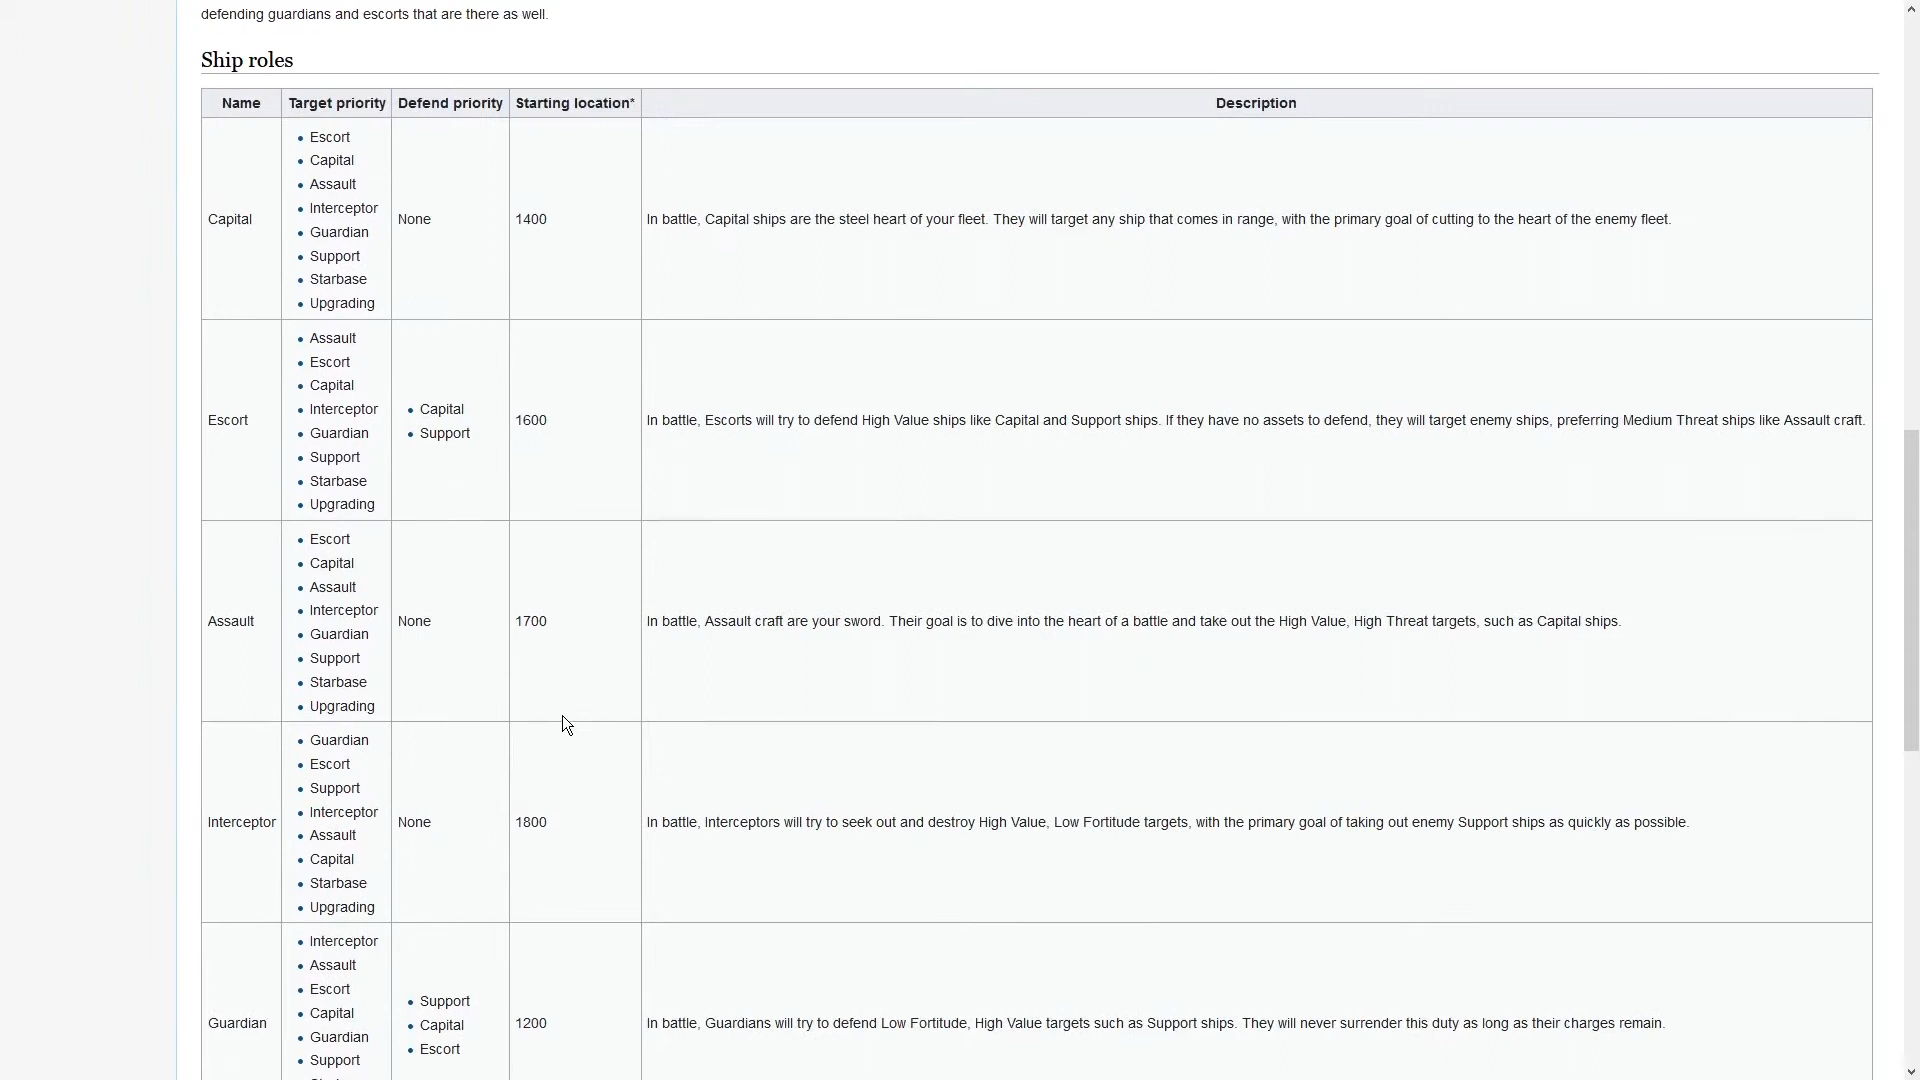 defending guardians and escorts that are there as well.
Ship roles
Name Target priority Defend priority Starting location* Description
Escort
Capital
Assault
Interceptor
Guardian
Support
Starbase
Upgrading
Capital None 1400 In battle, Capital ships are the steel heart of your fleet. They will target any ship that comes in range, with the primary goal of cutting to the heart of the enemy fleet.
Assault
Escort
Capital
Interceptor
Guardian
Support
Starbase
Upgrading
Capital
Support
Escort 1600 In battle, Escorts will try to defend High Value ships like Capital and Support ships. If they have no assets to defend, they will target enemy ships, preferring Medium Threat ships like Assault craft.
Escort
Capital
Assault
Interceptor
Guardian
Support
Starbase
Upgrading
Assault None 1700 In battle, Assault craft are your sword. Their goal is to dive into the heart of a battle and take out the High Value, High Threat targets, such as Capital ships.
Guardian
Escort
Support
Interceptor
Assault
Capital
Starbase
Upgrading
Interceptor None 1800 In battle, Interceptors will try to seek out and destroy High Value, Low Fortitude targets, with the primary goal of taking out enemy Support ships as quickly as possible.
Interceptor
Assault
Escort
Capital
Guardian
Support
Support
Capital
Escort
Guardian 1200 In battle, Guardians will try to defend Low Fortitude, High Value targets such as Support ships. They will never surrender this duty as long as their charges remain.